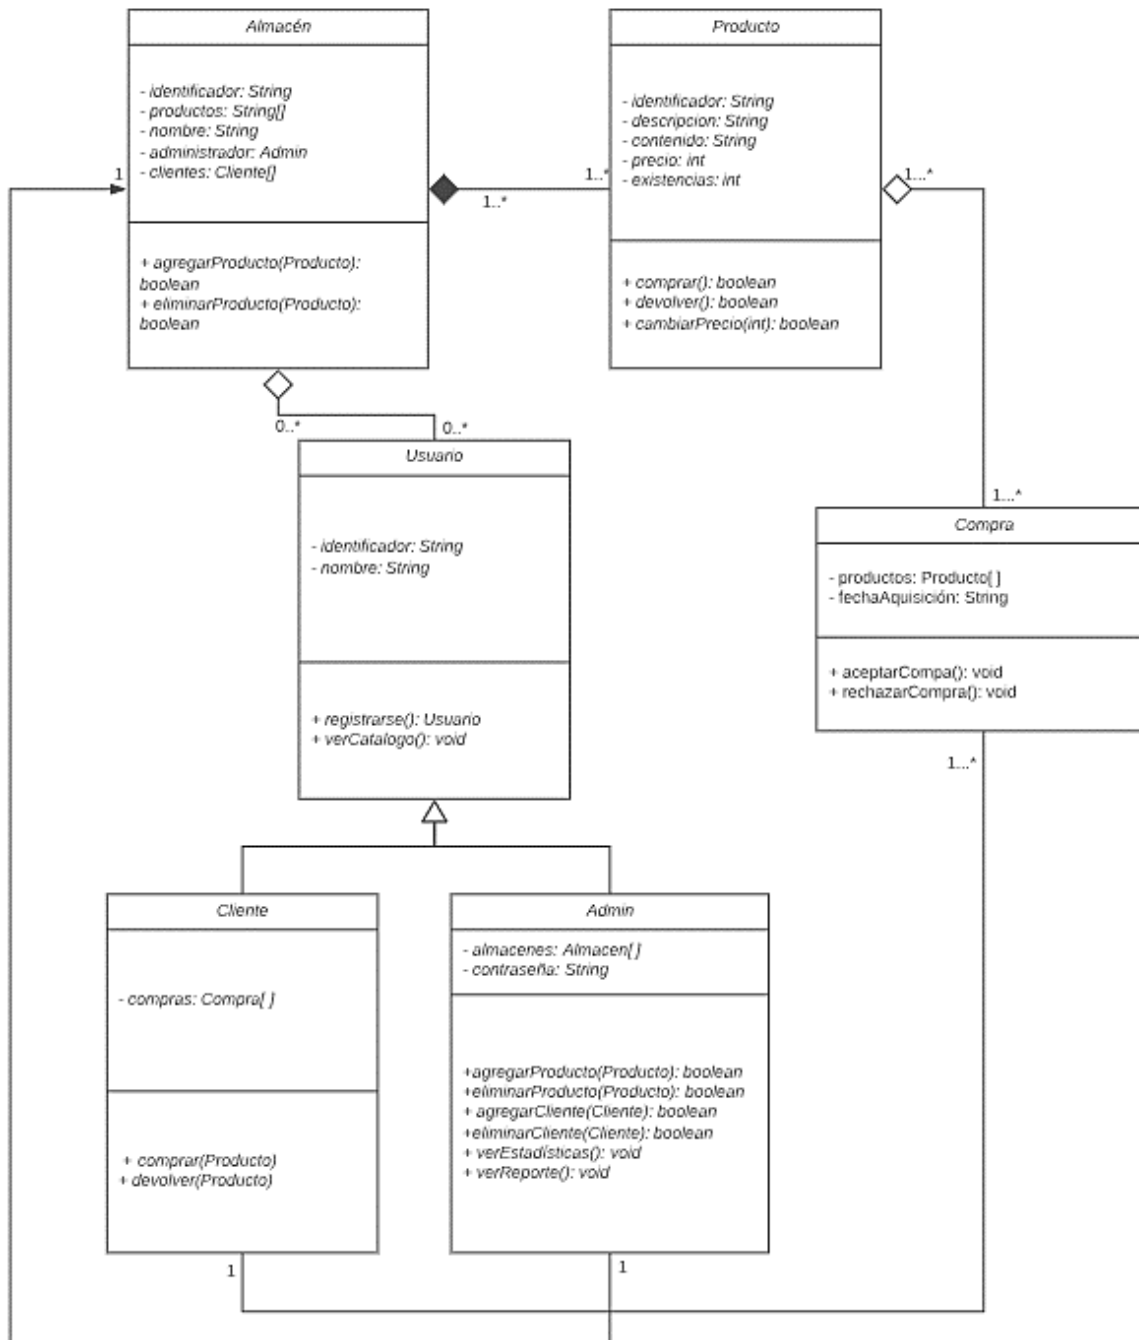 Almacén
- identificador: String
- productos: String[]
- nombre: String
- administrador: Admin
- clientes: Cliente[]
+ agregarProducto(Producto):
boolean
+ eliminarProducto(Producto):
boolean
Producto
- identificador: String
- descripcion: String
- contenido: String
- precio: int
- existencias: int
+ comprar(): boolean
+ devolver(): boolean
+ cambiarPrecio(int): boolean
1
1..*
1..*
1...*
0..*
0..*
Usuario
- identificador: String
- nombre: String
+ registrarse(): Usuario
+ verCatalogo(): void
1...*
Compra
- productos: Producto[ ]
- fechaAquisición: String
+ aceptarCompa(): void
+ rechazarCompra(): void
1...*
Cliente
- compras: Compra[ ]
+ comprar(Producto)
+ devolver(Producto)
Admin
- almacenes: Almacen[ ]
- contraseña: String
+agregarProducto(Producto): boolean
+eliminarProducto(Producto): boolean
+ agregarCliente(Cliente): boolean
+eliminarCliente(Cliente): boolean
+ verEstadísticas(): void
+ verReporte(): void
1
1